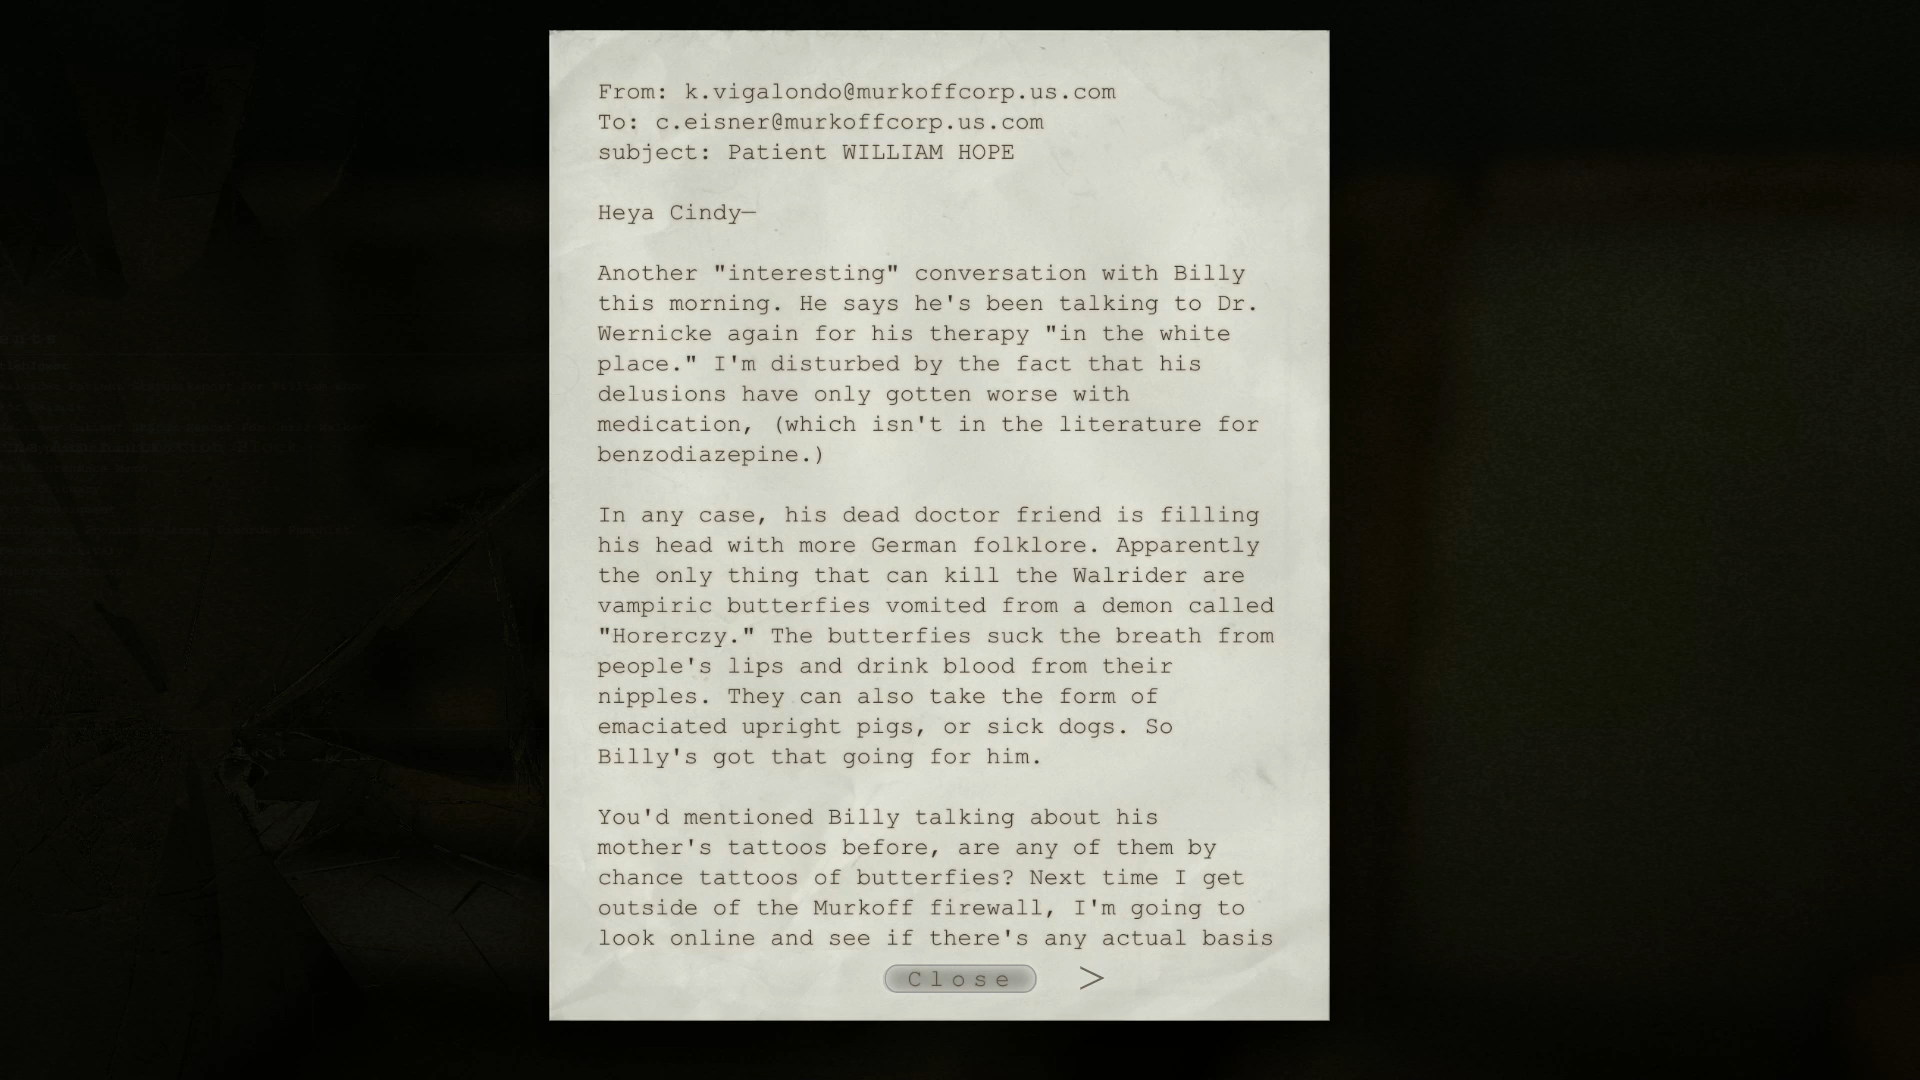 From: k.vigalondo@murkoffcorp.us.com
To: c.eisner@murkoffcorp.us.com
subject: Patient WILLIAM HOPE
Heya Cindy—
Another "interesting" conversation with Billy
this morning. He says he's been talking to Dr.
Wernicke again for his therapy "in the white
place." I'm disturbed by the fact that his
delusions have only gotten worse with
medication, (which isn't in the literature for
benzodiazepine.)
In any case, his dead doctor friend is filling
his head with more German folklore. Apparently
the only thing that can kill the Walrider are
vampiric butterfies vomited from a demon called
"Horerczy." The butterfies suck the breath from
people's lips and drink blood from their
nipples. They can also take the form of
emaciated upright pigs, or sick dogs. So
Billy's got that going for him.
You'd mentioned Billy talking about his
mother's tattoos before, are any of them by
chance tattoos of butterfies? Next time I get
outside of the Murkoff firewall, I'm going to
look online and see if there's any actual basis
Close >